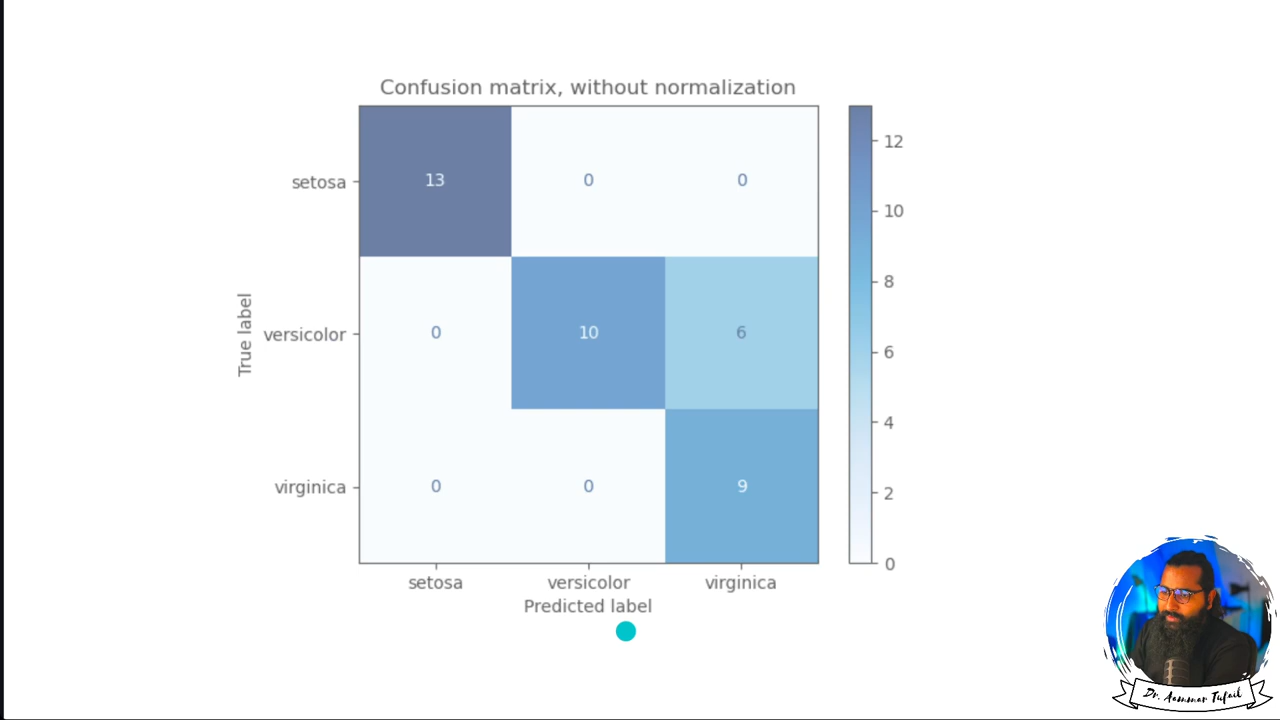 Confusion matrix, without normalization
12
setosa
13
0
0
10
8
True label
versicolor
0
10
6
6
4
virginica
0
0
9
2
0
setosa
versicolor
virginica
Predicted label
Dr. Aammar Tufail